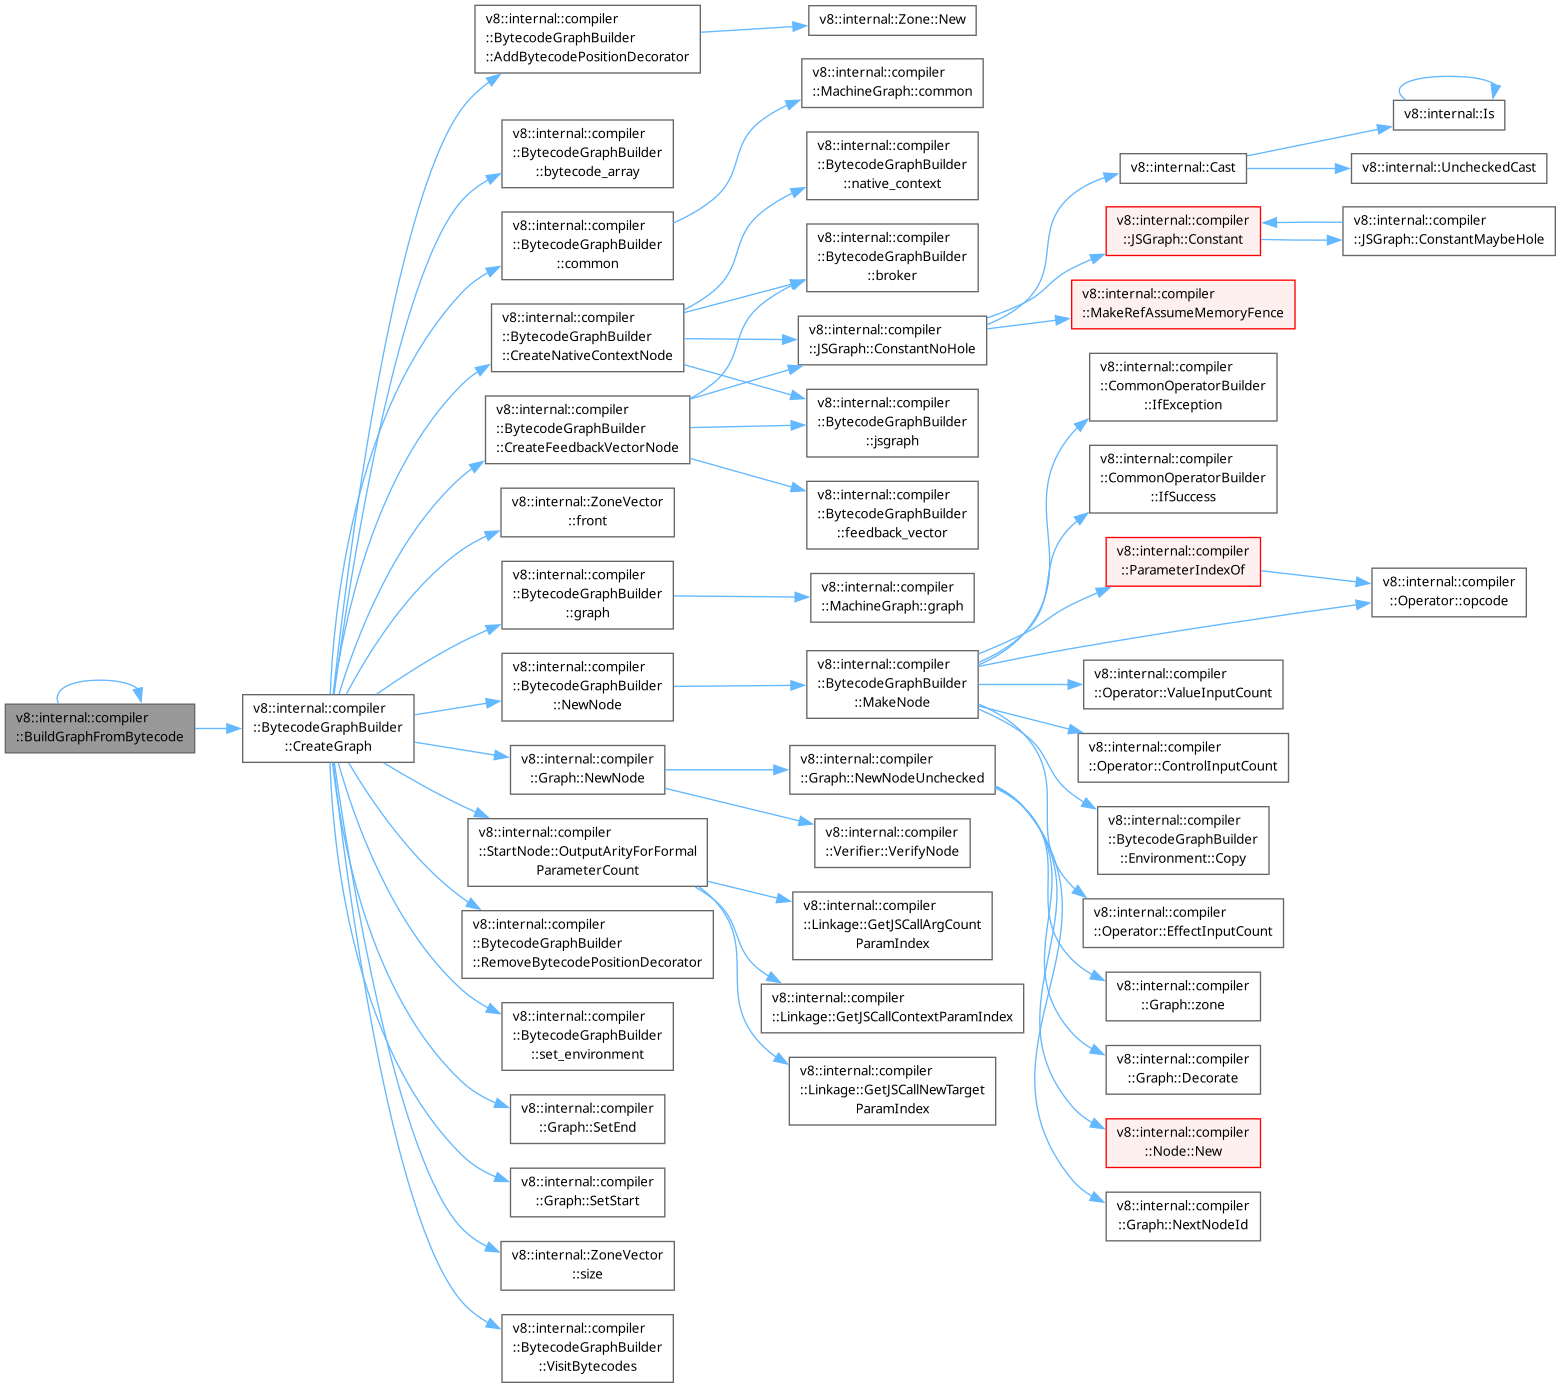 v8::internal::compiler
::BuildGraphFromBytecode
v8::internal::compiler
::BytecodeGraphBuilder
::CreateGraph
v8::internal::compiler
::BytecodeGraphBuilder
::AddBytecodePositionDecorator
v8::internal::compiler
::BytecodeGraphBuilder
::bytecode_array
v8::internal::compiler
::BytecodeGraphBuilder
::common
v8::internal::compiler
::BytecodeGraphBuilder
::CreateNativeContextNode
v8::internal::compiler
::BytecodeGraphBuilder
::CreateFeedbackVectorNode
v8::internal::ZoneVector
::front
v8::internal::compiler
::BytecodeGraphBuilder
::graph
v8::internal::compiler
::BytecodeGraphBuilder
::NewNode
v8::internal::compiler
::Graph::NewNode
v8::internal::compiler
::StartNode::OutputArityForFormal
ParameterCount
v8::internal::compiler
::BytecodeGraphBuilder
::RemoveBytecodePositionDecorator
v8::internal::compiler
::BytecodeGraphBuilder
::set_environment
v8::internal::compiler
::Graph::SetEnd
v8::internal::compiler
::Graph::SetStart
v8::internal::ZoneVector
::size
v8::internal::compiler
::BytecodeGraphBuilder
::VisitBytecodes
v8::internal::Zone::New
v8::internal::compiler
::MachineGraph::common
v8::internal::compiler
::BytecodeGraphBuilder
::native_context
v8::internal::compiler
::BytecodeGraphBuilder
::broker
v8::internal::compiler
::JSGraph::ConstantNoHole
v8::internal::compiler
::BytecodeGraphBuilder
::jsgraph
v8::internal::compiler
::BytecodeGraphBuilder
::feedback_vector
v8::internal::compiler
::MachineGraph::graph
v8::internal::compiler
::BytecodeGraphBuilder
::MakeNode
v8::internal::compiler
::Graph::NewNodeUnchecked
v8::internal::compiler
::Verifier::VerifyNode
v8::internal::compiler
::Linkage::GetJSCallArgCount
ParamIndex
v8::internal::compiler
::Linkage::GetJSCallContextParamIndex
v8::internal::compiler
::Linkage::GetJSCallNewTarget
ParamIndex
v8::internal::Cast
v8::internal::compiler
::JSGraph::Constant
v8::internal::compiler
::MakeRefAssumeMemoryFence
v8::internal::compiler
::CommonOperatorBuilder
::IfException
v8::internal::compiler
::CommonOperatorBuilder
::IfSuccess
v8::internal::compiler
::ParameterIndexOf
v8::internal::compiler
::Operator::ValueInputCount
v8::internal::compiler
::Operator::ControlInputCount
v8::internal::compiler
::BytecodeGraphBuilder
::Environment::Copy
v8::internal::compiler
::Operator::EffectInputCount
v8::internal::compiler
::Graph::zone
v8::internal::compiler
::Graph::Decorate
v8::internal::compiler
::Node::New
v8::internal::compiler
::Graph::NextNodeId
v8::internal::Is
v8::internal::UncheckedCast
v8::internal::compiler
::JSGraph::ConstantMaybeHole
v8::internal::compiler
::Operator::opcode